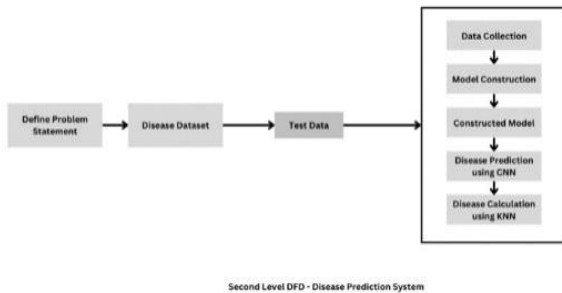 Define Problem
Statement
Disease Dataset
Test Data
Data Collection
Model Construction
Constructed Model
Disease Prediction
using CNN
Disease Calculation
using KNN
Second Level DFD - Disease Prediction System